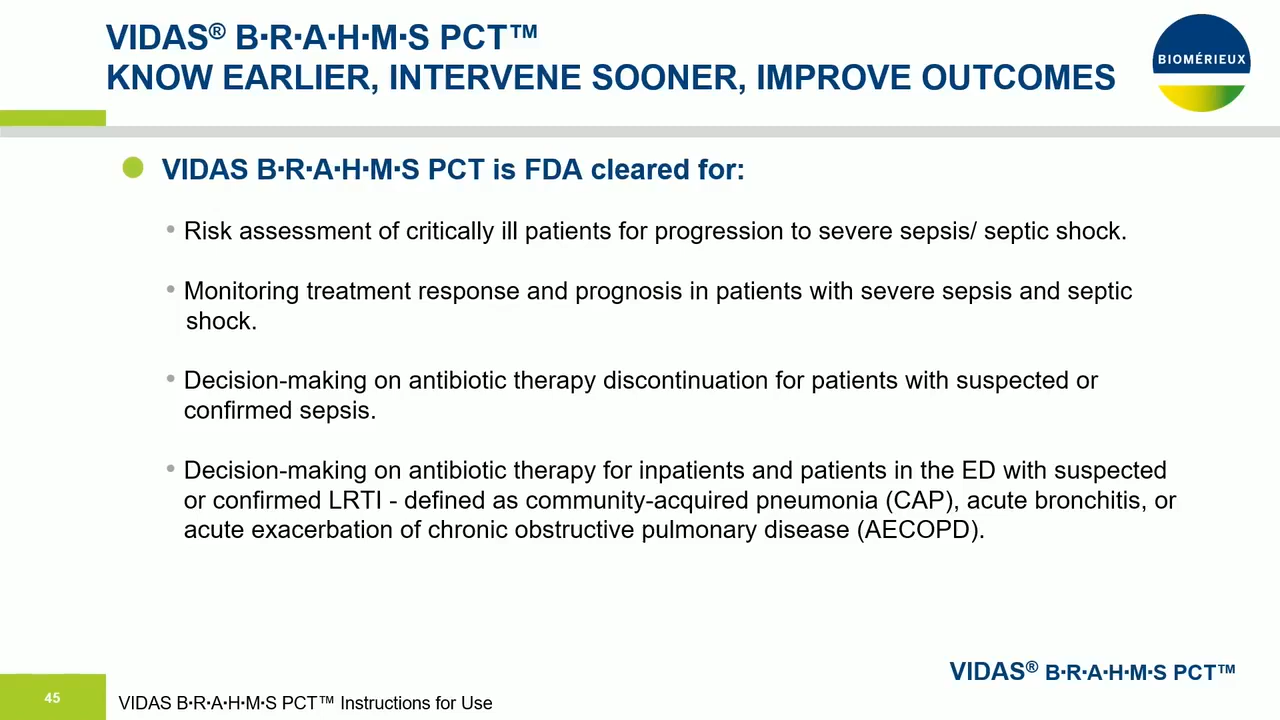 VIDAS® B▪R▪A▪H▪M▪S PCT™
KNOW EARLIER, INTERVENE SOONER, IMPROVE OUTCOMES
BIOMÉRIEUX
VIDAS B▪R▪A▪H▪M▪S PCT is FDA cleared for:
• Risk assessment of critically ill patients for progression to severe sepsis/ septic shock.
• Monitoring treatment response and prognosis in patients with severe sepsis and septic
shock.
• Decision-making on antibiotic therapy discontinuation for patients with suspected or
confirmed sepsis.
• Decision-making on antibiotic therapy for inpatients and patients in the ED with suspected
or confirmed LRTI - defined as community-acquired pneumonia (CAP), acute bronchitis, or
acute exacerbation of chronic obstructive pulmonary disease (AECOPD).
VIDAS® B▪R▪A▪H▪M▪S PCT™
45
VIDAS B▪R▪A▪H▪M▪S PCT™ Instructions for Use